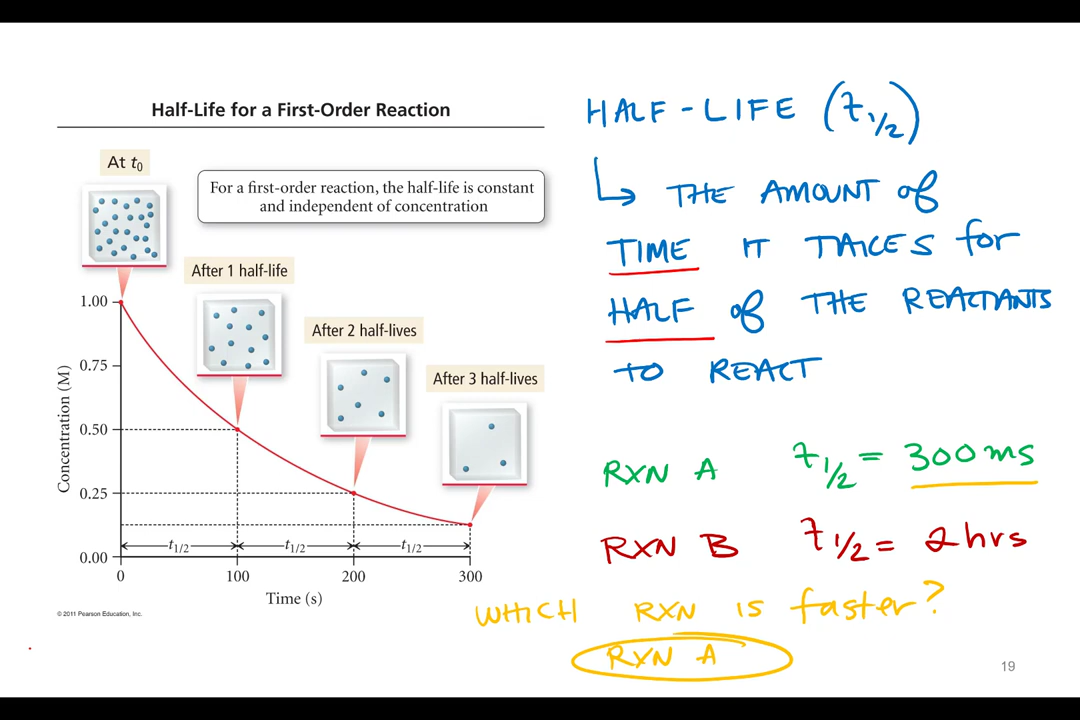 Half-Life for a First-Order Reaction
At t0
For a first-order reaction, the half-life is constant
and independent of concentration
After 1 half-life
After 2 half-lives
After 3 half-lives
Concentration (M)
1.00
0.75
0.50
0.25
0.00
t1/2
t1/2
t1/2
0
100
200
300
Time (s)
© 2011 Pearson Education, Inc.
HALF-LIFE (t1/2)
↳ THE AMOUNT of
TIME IT TAKES for
HALF of THE REACTANTS
TO REACT
RXN A t1/2 = 300 ms
RXN B t1/2 = 2 hrs
WHICH RXN IS faster?
RXN A
19